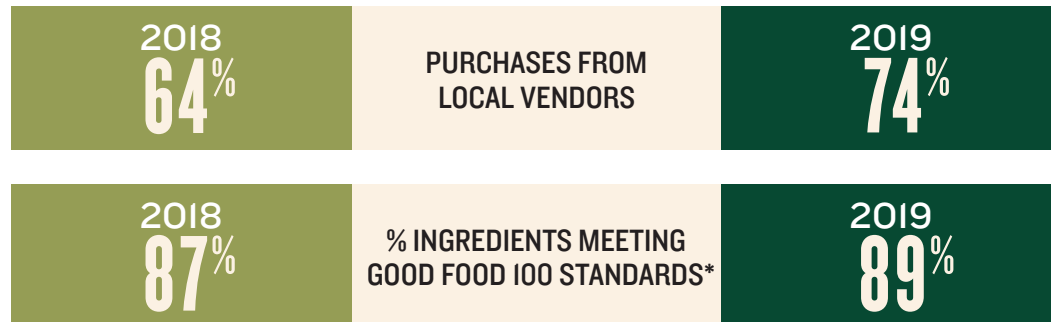 2018
64%
PURCHASES FROM
LOCAL VENDORS
2019
74%
2018
87%
% INGREDIENTS MEETING
GOOD FOOD 100 STANDARDS*
2019
89%